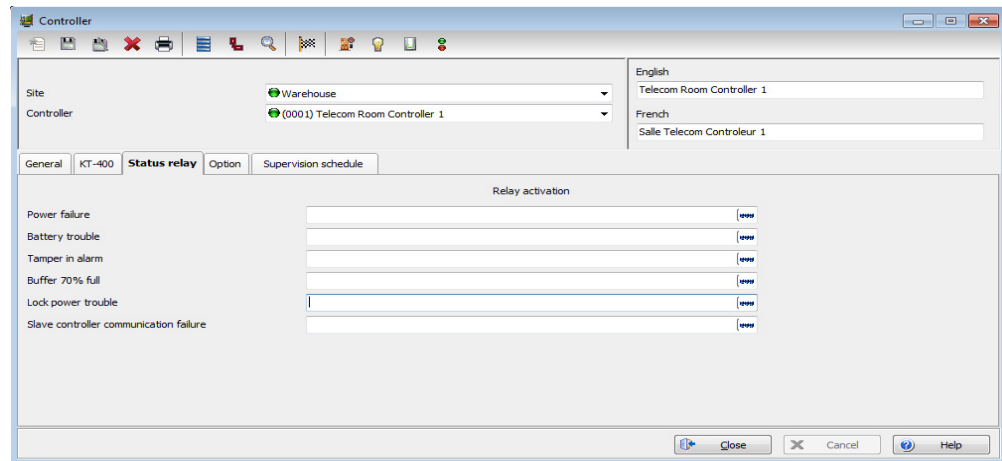 Controller
English
Site
Warehouse
Telecom Room Controller 1
Controller
(0001) Telecom Room Controller 1
French
Salle Telecom Controleur 1
General
KT-400
Status relay
Option
Supervision schedule
Relay activation
Power failure
Battery trouble
Tamper in alarm
Buffer 70% full
Lock power trouble
Slave controller communication failure
Close
Cancel
Help